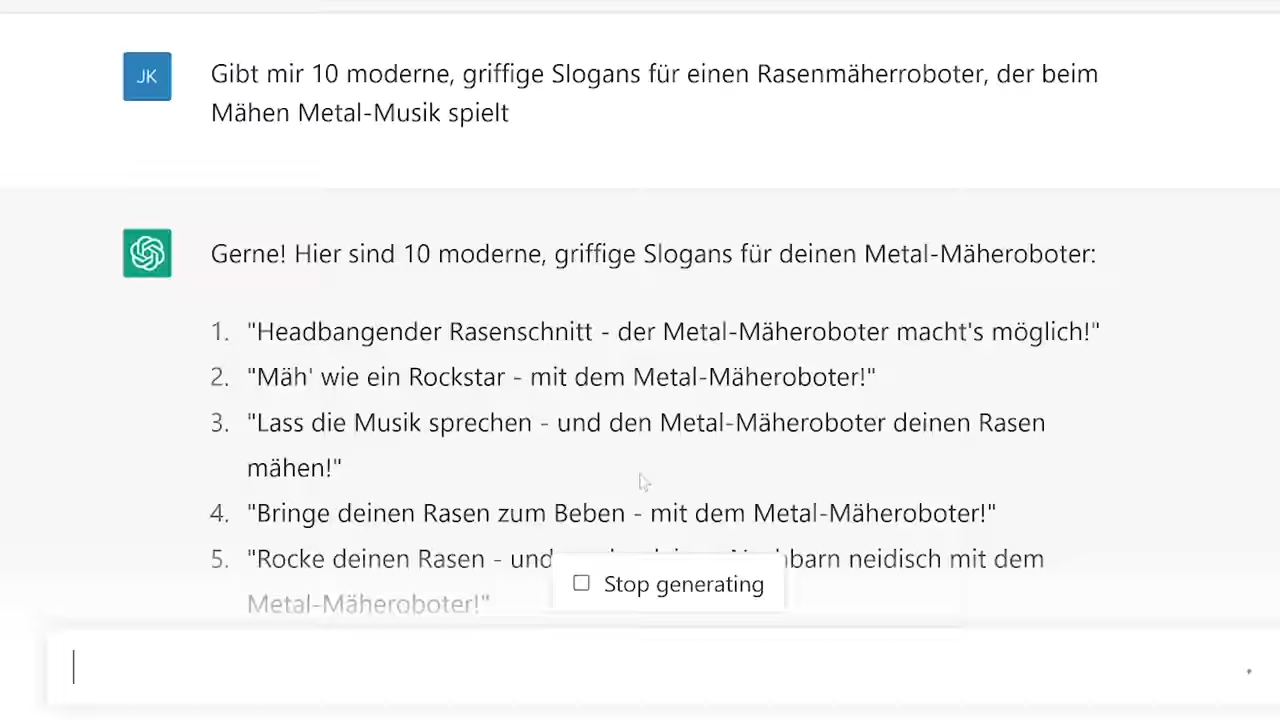 JK
Gibt mir 10 moderne, griffige Slogans für einen Rasenmäherroboter, der beim
Mähen Metal-Musik spielt
Gerne! Hier sind 10 moderne, griffige Slogans für deinen Metal-Mäheroboter:
1. "Headbangender Rasenschnitt - der Metal-Mäheroboter macht's möglich!"
2. "Mäh' wie ein Rockstar - mit dem Metal-Mäheroboter!"
3. "Lass die Musik sprechen - und den Metal-Mäheroboter deinen Rasen
mähen!"
4. "Bringe deinen Rasen zum Beben - mit dem Metal-Mäheroboter!"
5. "Rocke deinen Rasen - und neidisch mit dem
Metal-Mäheroboter!"
Stop generating